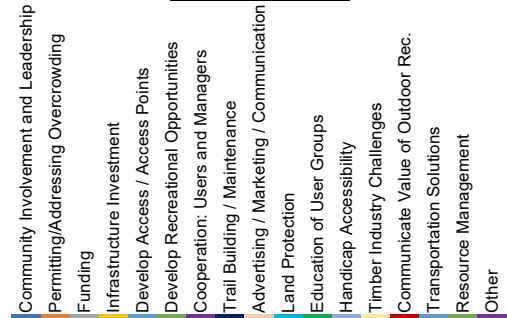 Community Involvement and Leadership
Permitting/Addressing Overcrowding
Funding
Infrastructure Investment
Develop Access / Access Points
Develop Recreational Opportunities
Cooperation: Users and Managers
Trail Building / Maintenance
Advertising / Marketing / Communication
Land Protection
Education of User Groups
Handicap Accessibility
Timber Industry Challenges
Communicate Value of Outdoor Rec.
Transportation Solutions
Resource Management
Other